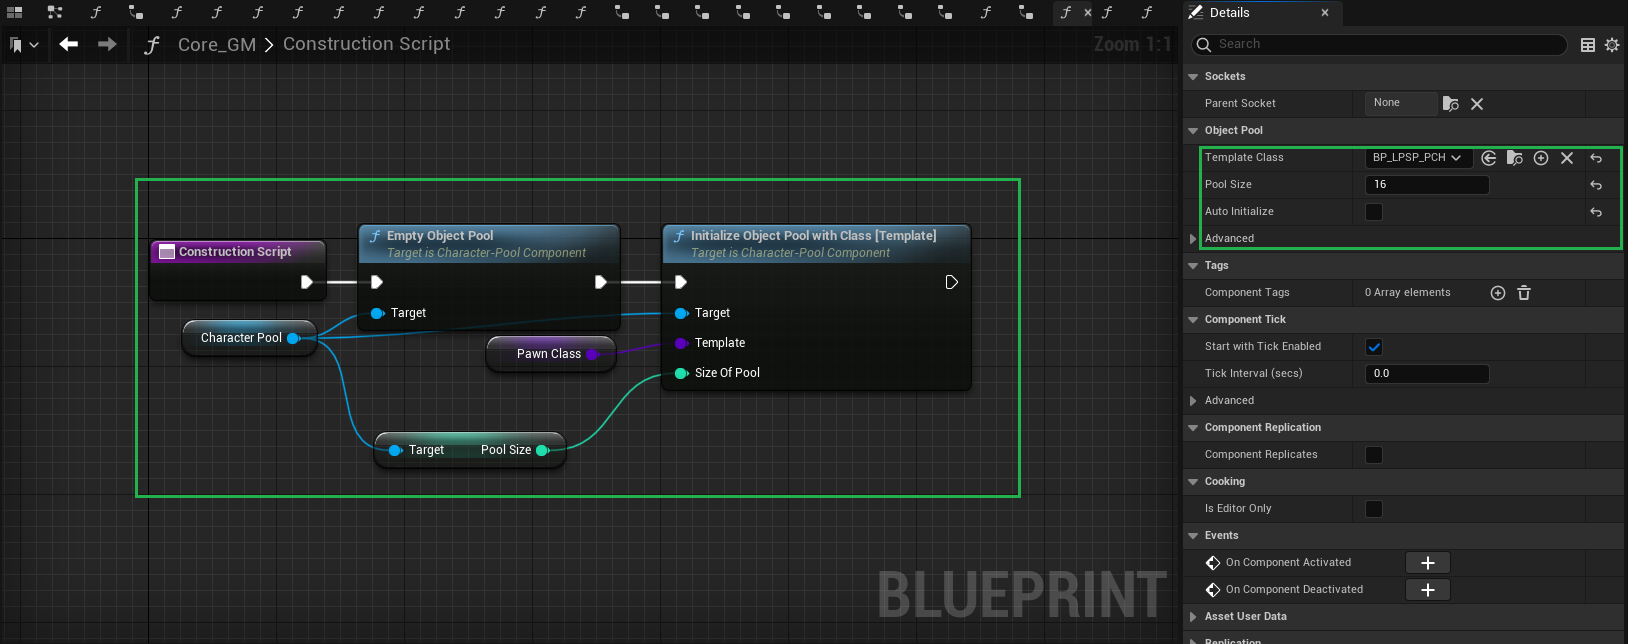 Core_GM > Construction Script
Zoom 1:1
Construction Script
Empty Object Pool
Target is Character-Pool Component
Target
Initialize Object Pool with Class [Template]
Target is Character-Pool Component
Target
Template
Size Of Pool
Character Pool
Pawn Class
Target
Pool Size
BLUEPRINT
Details
Search
Sockets
Parent Socket
None
Object Pool
Template Class
BP_LPSP_PCH
Pool Size
16
Auto Initialize
Advanced
Tags
Component Tags
0 Array elements
Component Tick
Start with Tick Enabled
Tick Interval (secs)
0.0
Advanced
Component Replication
Component Replicates
Cooking
Is Editor Only
Events
On Component Activated
On Component Deactivated
Asset User Data
Replication